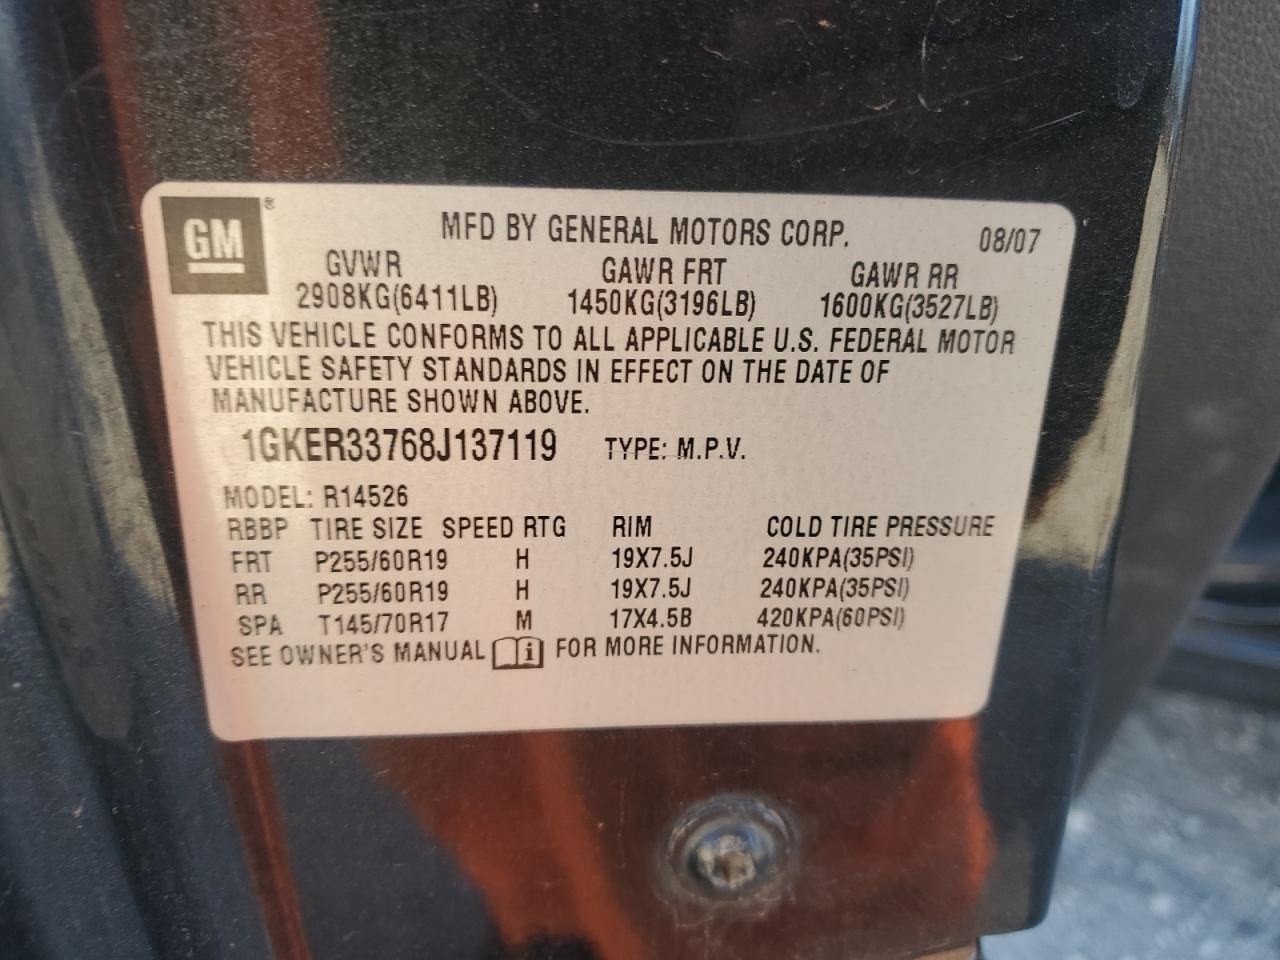 GM®
MFD BY GENERAL MOTORS CORP. 08/07
GVWR GAWR FRT GAWR RR
2908KG(6411LB) 1450KG(3196LB) 1600KG(3527LB)
THIS VEHICLE CONFORMS TO ALL APPLICABLE U.S. FEDERAL MOTOR
VEHICLE SAFETY STANDARDS IN EFFECT ON THE DATE OF
MANUFACTURE SHOWN ABOVE.
1GKER33768J137119 TYPE: M.P.V.
MODEL: R14526
RBBP TIRE SIZE SPEED RTG RIM COLD TIRE PRESSURE
FRT P255/60R19 H 19X7.5J 240KPA(35PSI)
RR P255/60R19 H 19X7.5J 240KPA(35PSI)
SPA T145/70R17 M 17X4.5B 420KPA(60PSI)
SEE OWNER'S MANUAL i FOR MORE INFORMATION.